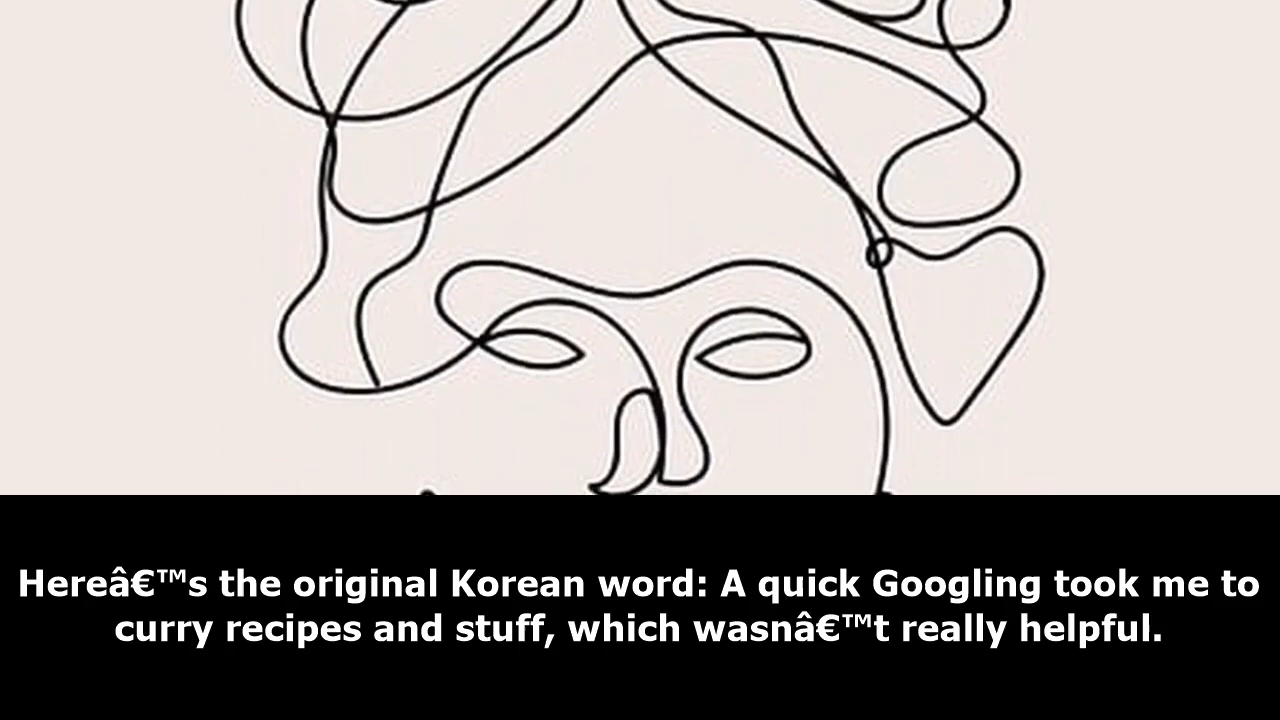 Hereâ€™s the original Korean word: A quick Googling took me to
curry recipes and stuff, which wasnâ€™t really helpful.